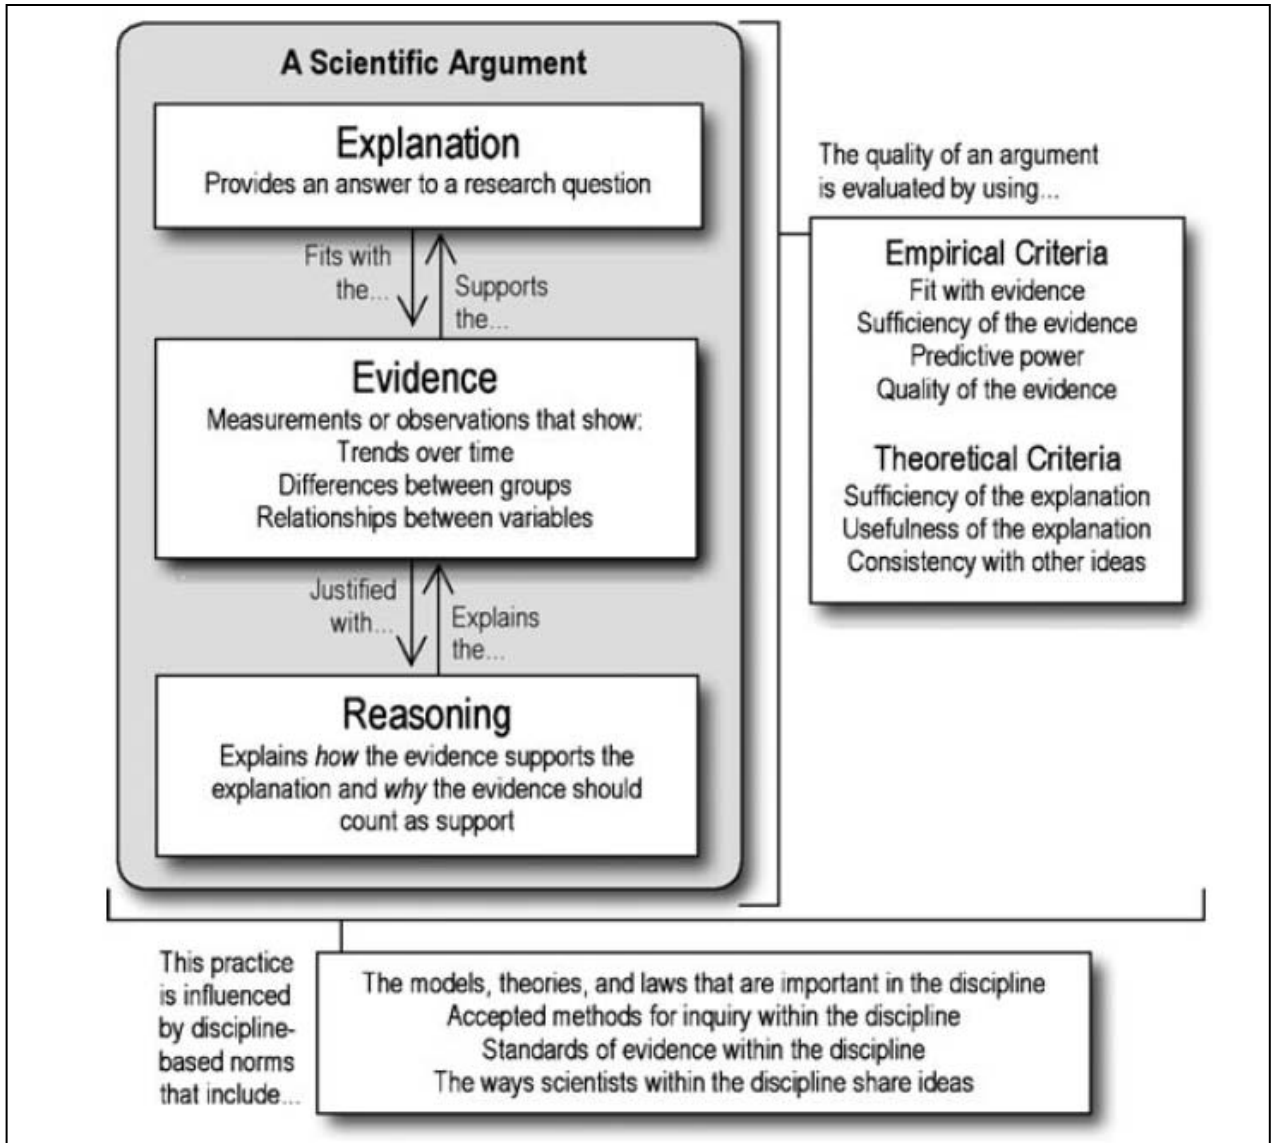 A Scientific Argument
Explanation
Provides an answer to a research question
Fits with
the...
Supports
the...
Evidence
Measurements or observations that show:
Trends over time
Differences between groups
Relationships between variables
Justified
with...
Explains
the...
Reasoning
Explains how the evidence supports the
explanation and why the evidence should
count as support
The quality of an argument
is evaluated by using...
Empirical Criteria
Fit with evidence
Sufficiency of the evidence
Predictive power
Quality of the evidence
Theoretical Criteria
Sufficiency of the explanation
Usefulness of the explanation
Consistency with other ideas
This practice
is influenced
by discipline-
based norms
that include...
The models, theories, and laws that are important in the discipline
Accepted methods for inquiry within the discipline
Standards of evidence within the discipline
The ways scientists within the discipline share ideas